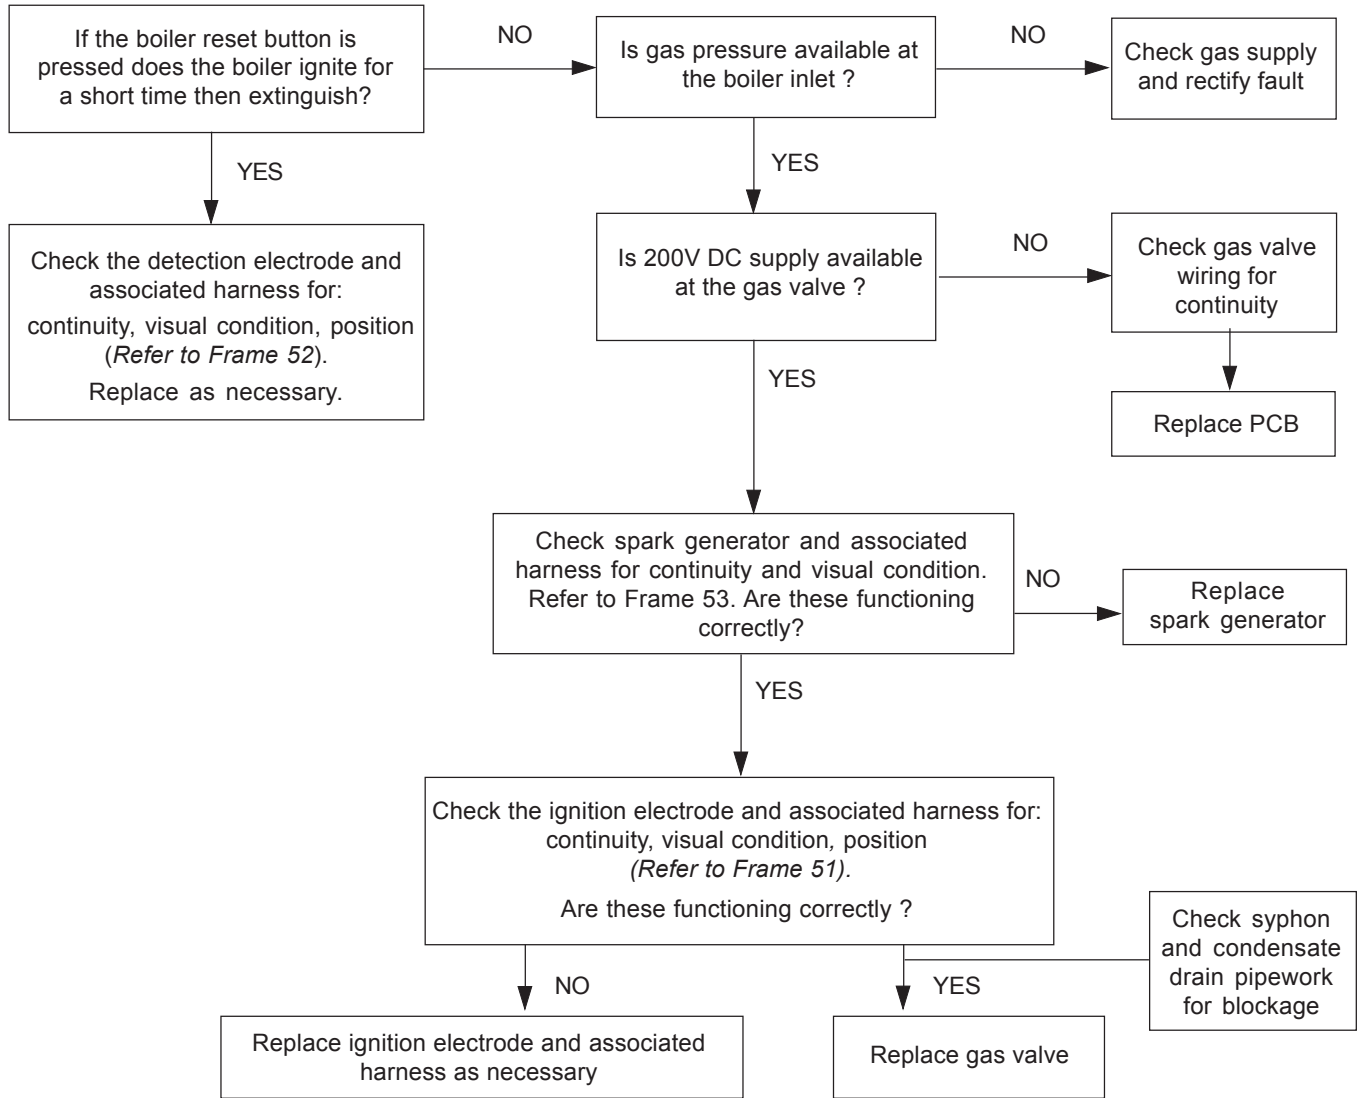 If the boiler reset button is
pressed does the boiler ignite for
a short time then extinguish?
NO
Is gas pressure available at
the boiler inlet ?
NO
Check gas supply
and rectify fault
YES
YES
Check the detection electrode and
associated harness for:
continuity, visual condition, position
(Refer to Frame 52).
Replace as necessary.
Is 200V DC supply available
at the gas valve ?
NO
Check gas valve
wiring for
continuity
YES
Replace PCB
Check spark generator and associated
harness for continuity and visual condition.
Refer to Frame 53. Are these functioning
correctly?
NO
Replace
spark generator
YES
Check the ignition electrode and associated harness for:
continuity, visual condition, position
(Refer to Frame 51).
Are these functioning correctly ?
Check syphon
and condensate
drain pipework
for blockage
NO
YES
Replace ignition electrode and associated
harness as necessary
Replace gas valve